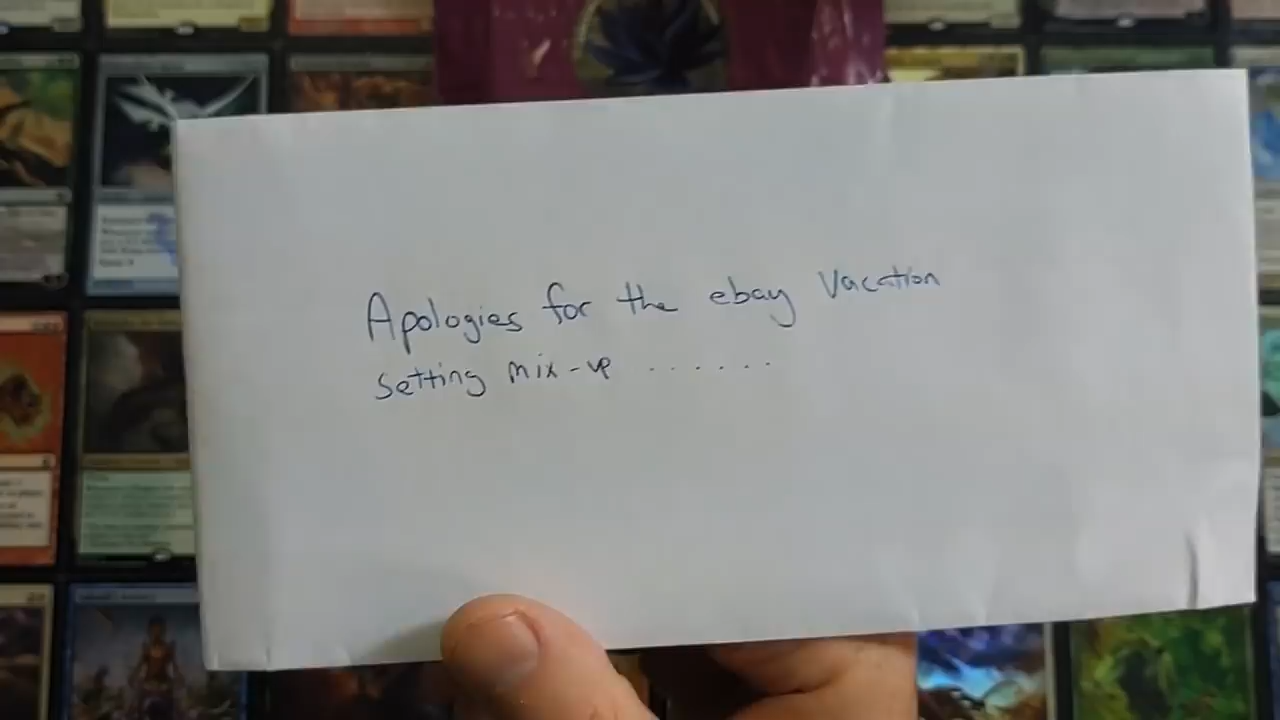 Apologies for the ebay Vacation
Setting mix-up .......